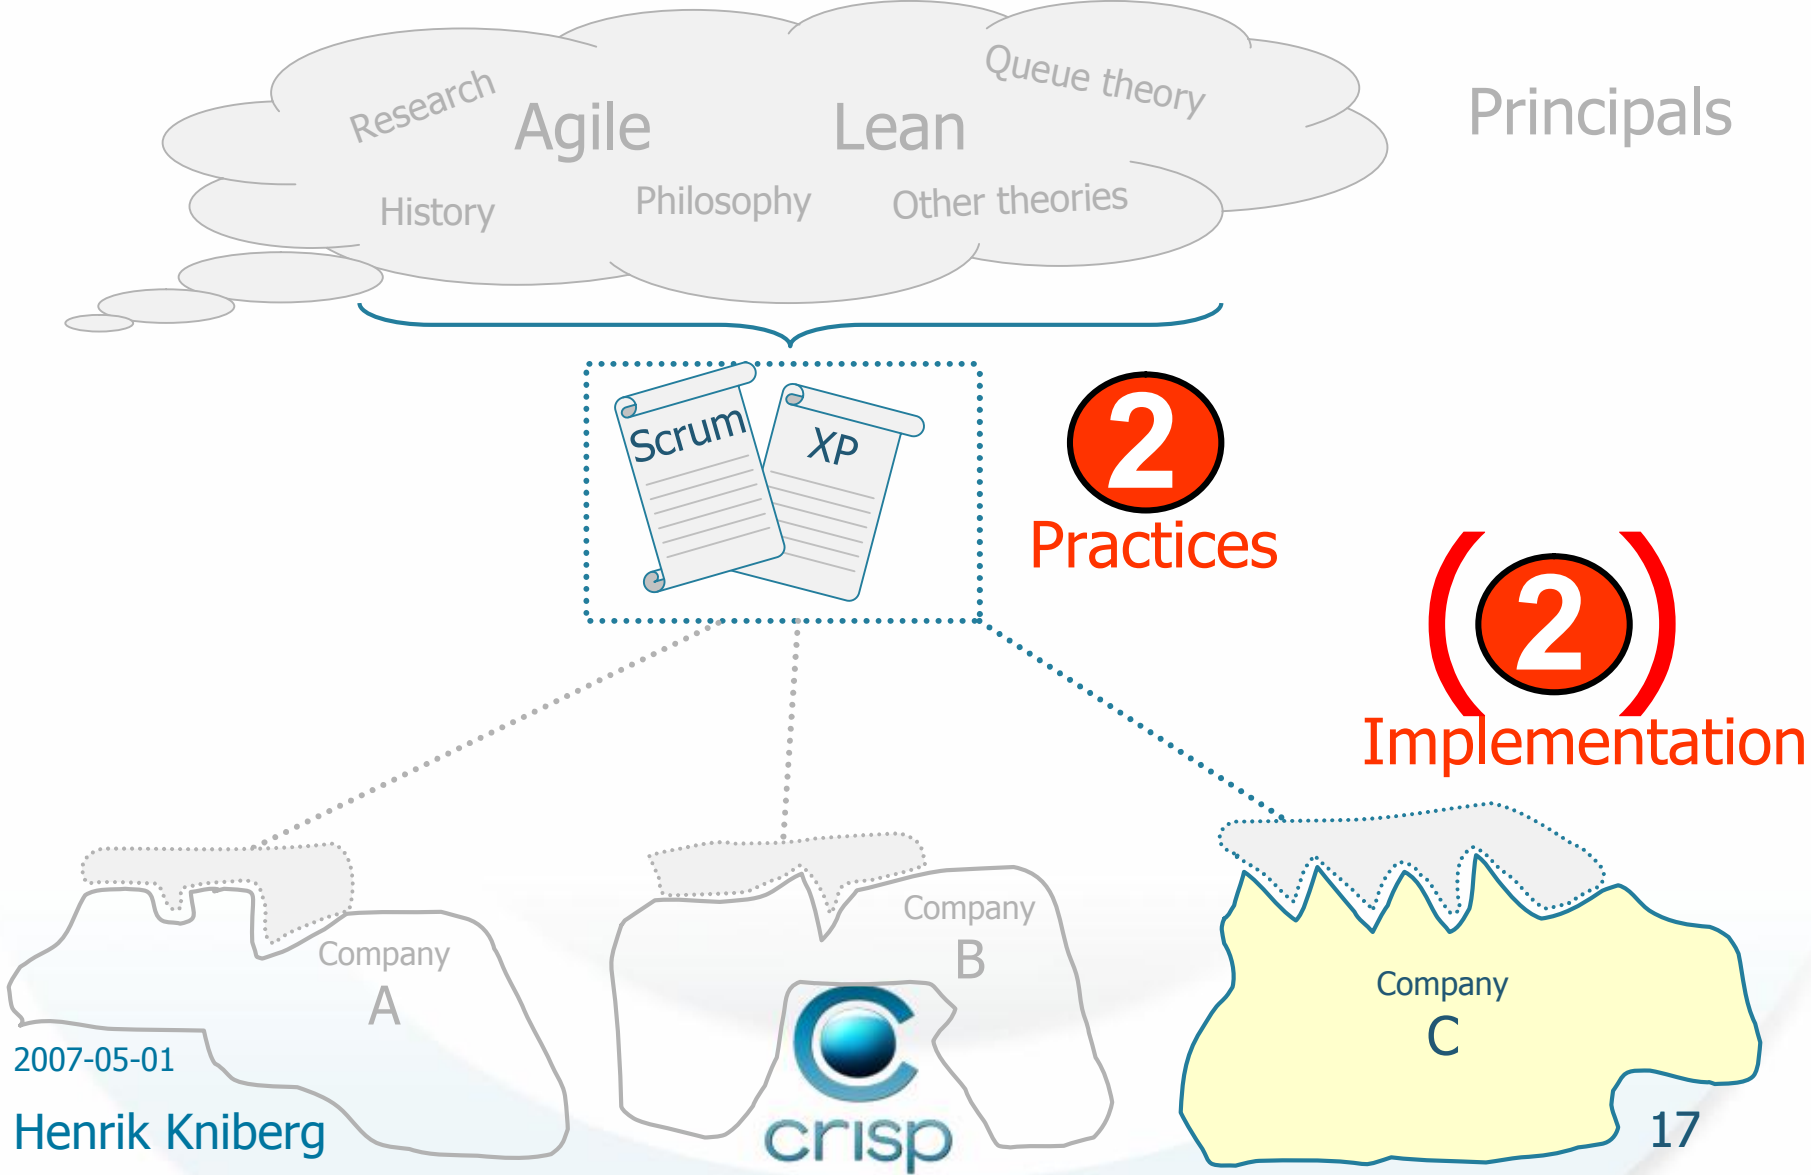 Research
Agile
Lean
Queue theory
Principals
History
Philosophy
Other theories
Scrum
XP
2
Practices
(2)
Implementation
Company
A
Company
B
Company
C
2007-05-01
Henrik Kniberg
crisp
17